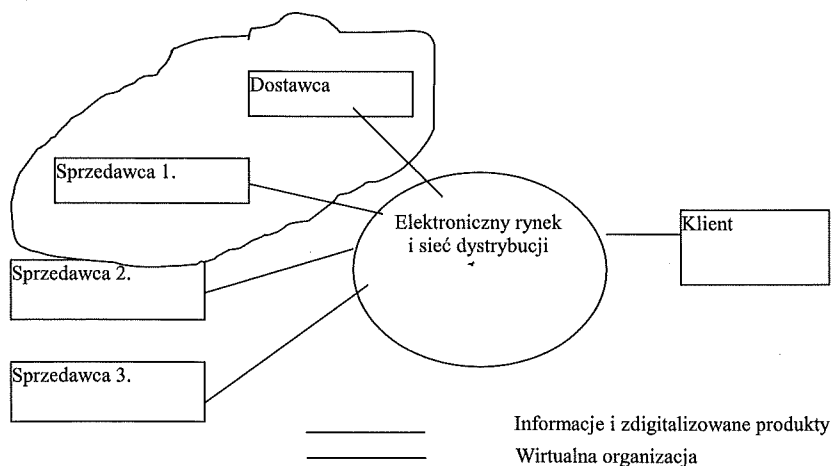 Dostawca
Sprzedawca 1.
Elektroniczny rynek
i sieć dystrybucji
Klient
Sprzedawca 2.
Sprzedawca 3.
Informacje i zdigitalizowane produkty
Wirtualna organizacja